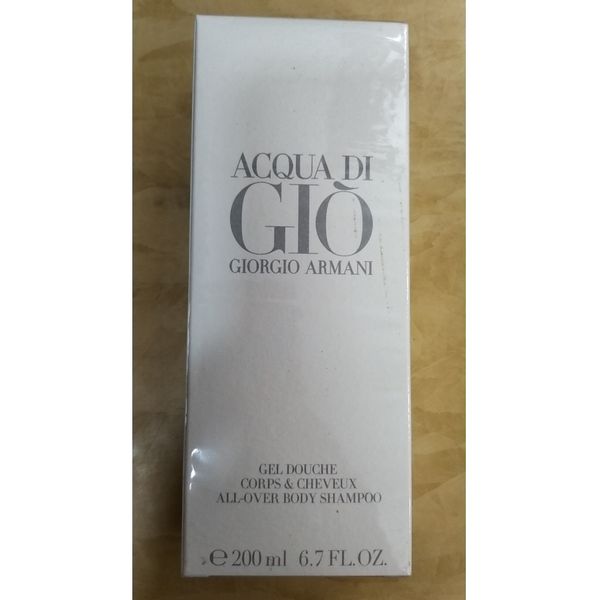 ACQUA DI
GIÒ
GIORGIO ARMANI
GEL DOUCHE
CORPS & CHEVEUX
ALL-OVER BODY SHAMPOO
℮ 200 ml 6.7 FL.OZ.